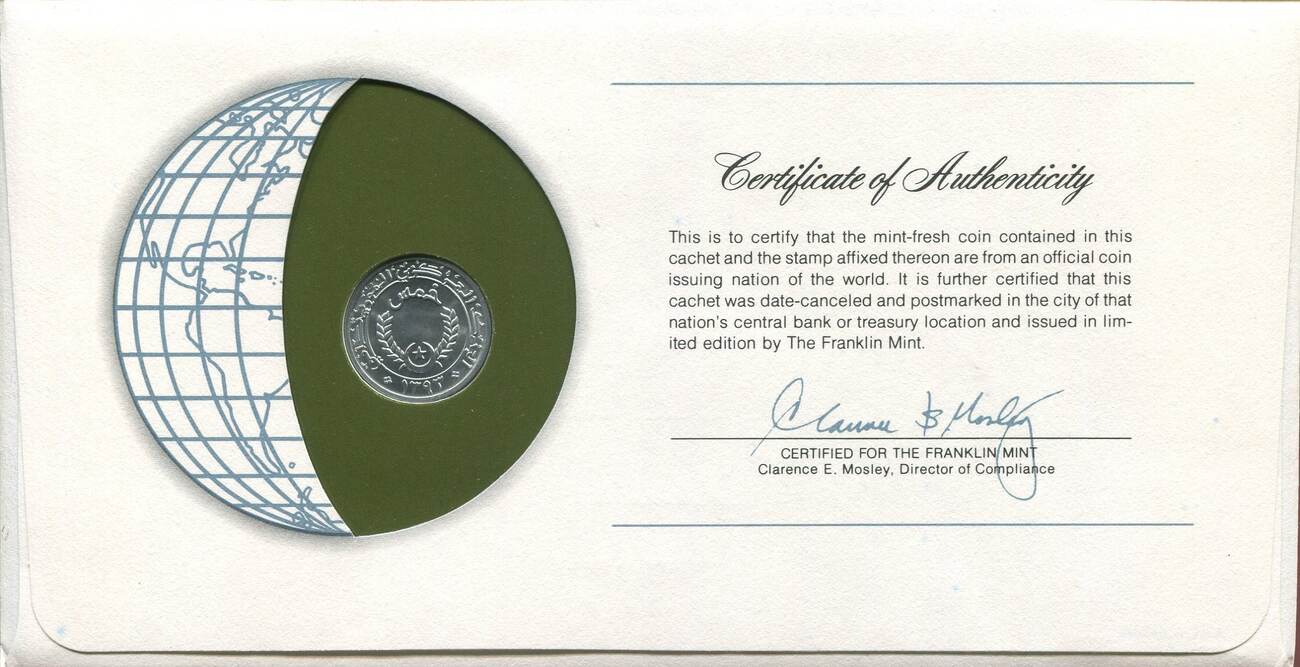 خمس
١٣٩٣
Certificate of Authenticity
This is to certify that the mint-fresh coin contained in this
cachet and the stamp affixed thereon are from an official coin
issuing nation of the world. It is further certified that this
cachet was date-canceled and postmarked in the city of that
nation's central bank or treasury location and issued in lim-
ited edition by The Franklin Mint.
CERTIFIED FOR THE FRANKLIN MINT
Clarence E. Mosley, Director of Compliance